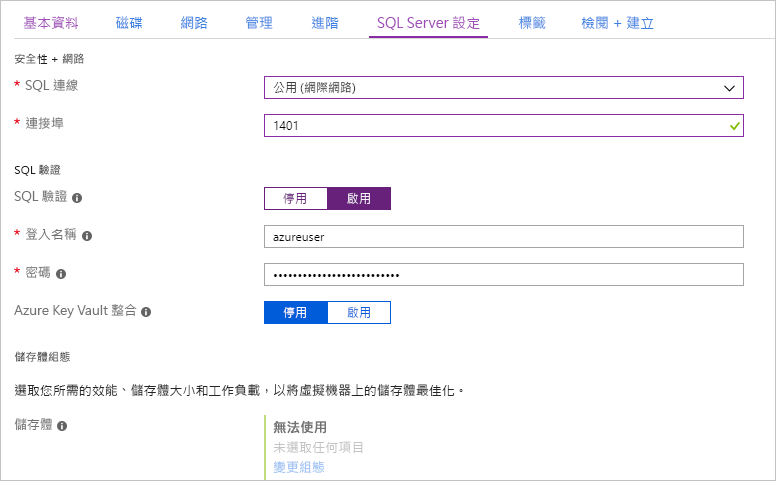 基本資料 磁碟 網路 管理 進階 SQL Server 設定 標籤 檢閱 + 建立
安全性 + 網路
* SQL 連線 公用 (網際網路)
* 連接埠 1401
SQL 驗證
SQL 驗證 停用 啟用
* 登入名稱 azureuser
* 密碼 ••••••••••••••••••••••••••
Azure Key Vault 整合 停用 啟用
儲存體組態
選取您所需的效能、儲存體大小和工作負載，以將虛擬機器上的儲存體最佳化。
儲存體 無法使用
未選取任何項目
變更組態